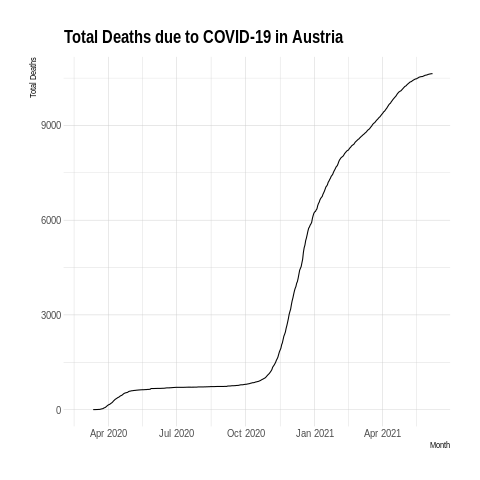 Total Deaths due to COVID-19 in Austria
Total Deaths
9000
6000
3000
0
Apr 2020 Jul 2020 Oct 2020 Jan 2021 Apr 2021
Month